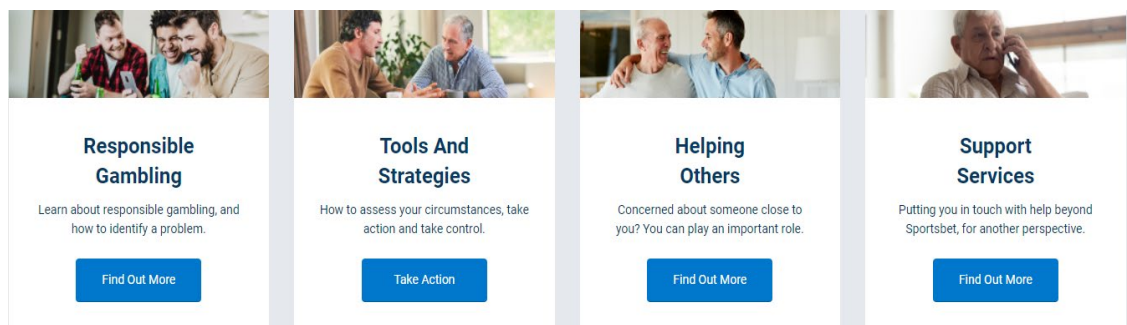 Responsible
Gambling
Learn about responsible gambling, and
how to identify a problem.
Find Out More
Tools And
Strategies
How to assess your circumstances, take
action and take control.
Take Action
Helping
Others
Concerned about someone close to
you? You can play an important role.
Find Out More
Support
Services
Putting you in touch with help beyond
Sportsbet, for another perspective.
Find Out More